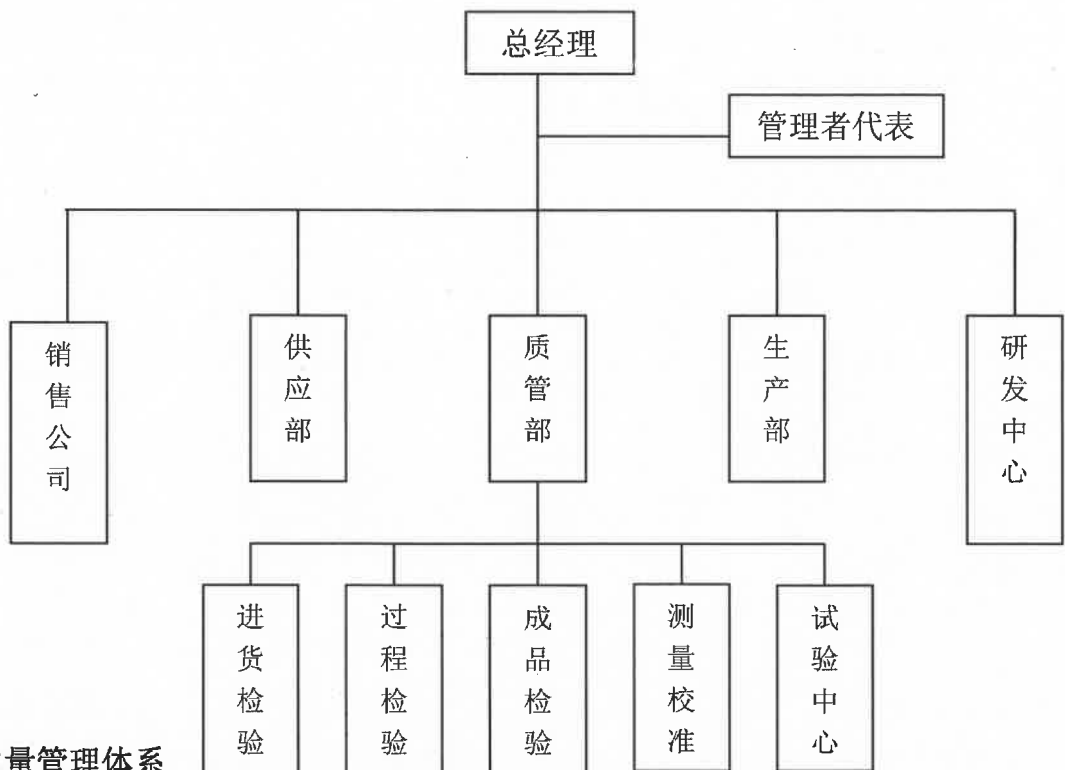 总经理
管理者代表
销售公司
供应部
质管部
生产部
研发中心
进货检验
过程检验
成品检验
测量校准
试验中心
量管理体系